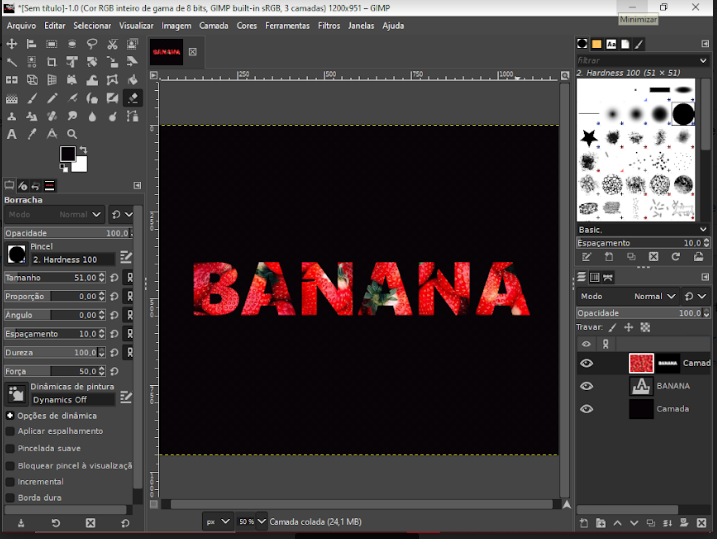 *[Sem título]-1.0 (Cor RGB inteiro de gama de 8 bits, GIMP built-in sRGB, 3 camadas) 1200x951 – GIMP
Minimizar
Arquivo Editar Selecionar Visualizar Imagem Camada Cores Ferramentas Filtros Janelas Ajuda
BANANA
filtrar
2. Hardness 100 (51 × 51)
250 500 750 1000
A
Borracha
Modo Normal
Opacidade 100,0
Pincel
2. Hardness 100
Tamanho 51,00
Proporção 0,00
Ângulo 0,00
Espaçamento 10,0
Dureza 100,0
Força 50,0
Dinâmicas de pintura
Dynamics Off
Opções de dinâmica
Aplicar espalhamento
Pincelada suave
Bloquear pincel à visualizaçã
Incremental
Borda dura
BANANA
Basic,
Espaçamento 10,0
Modo Normal
Opacidade 100,0
Travar:
BANANA Camad
BANANA
Camada
px 50 % Camada colada (24,1 MB)